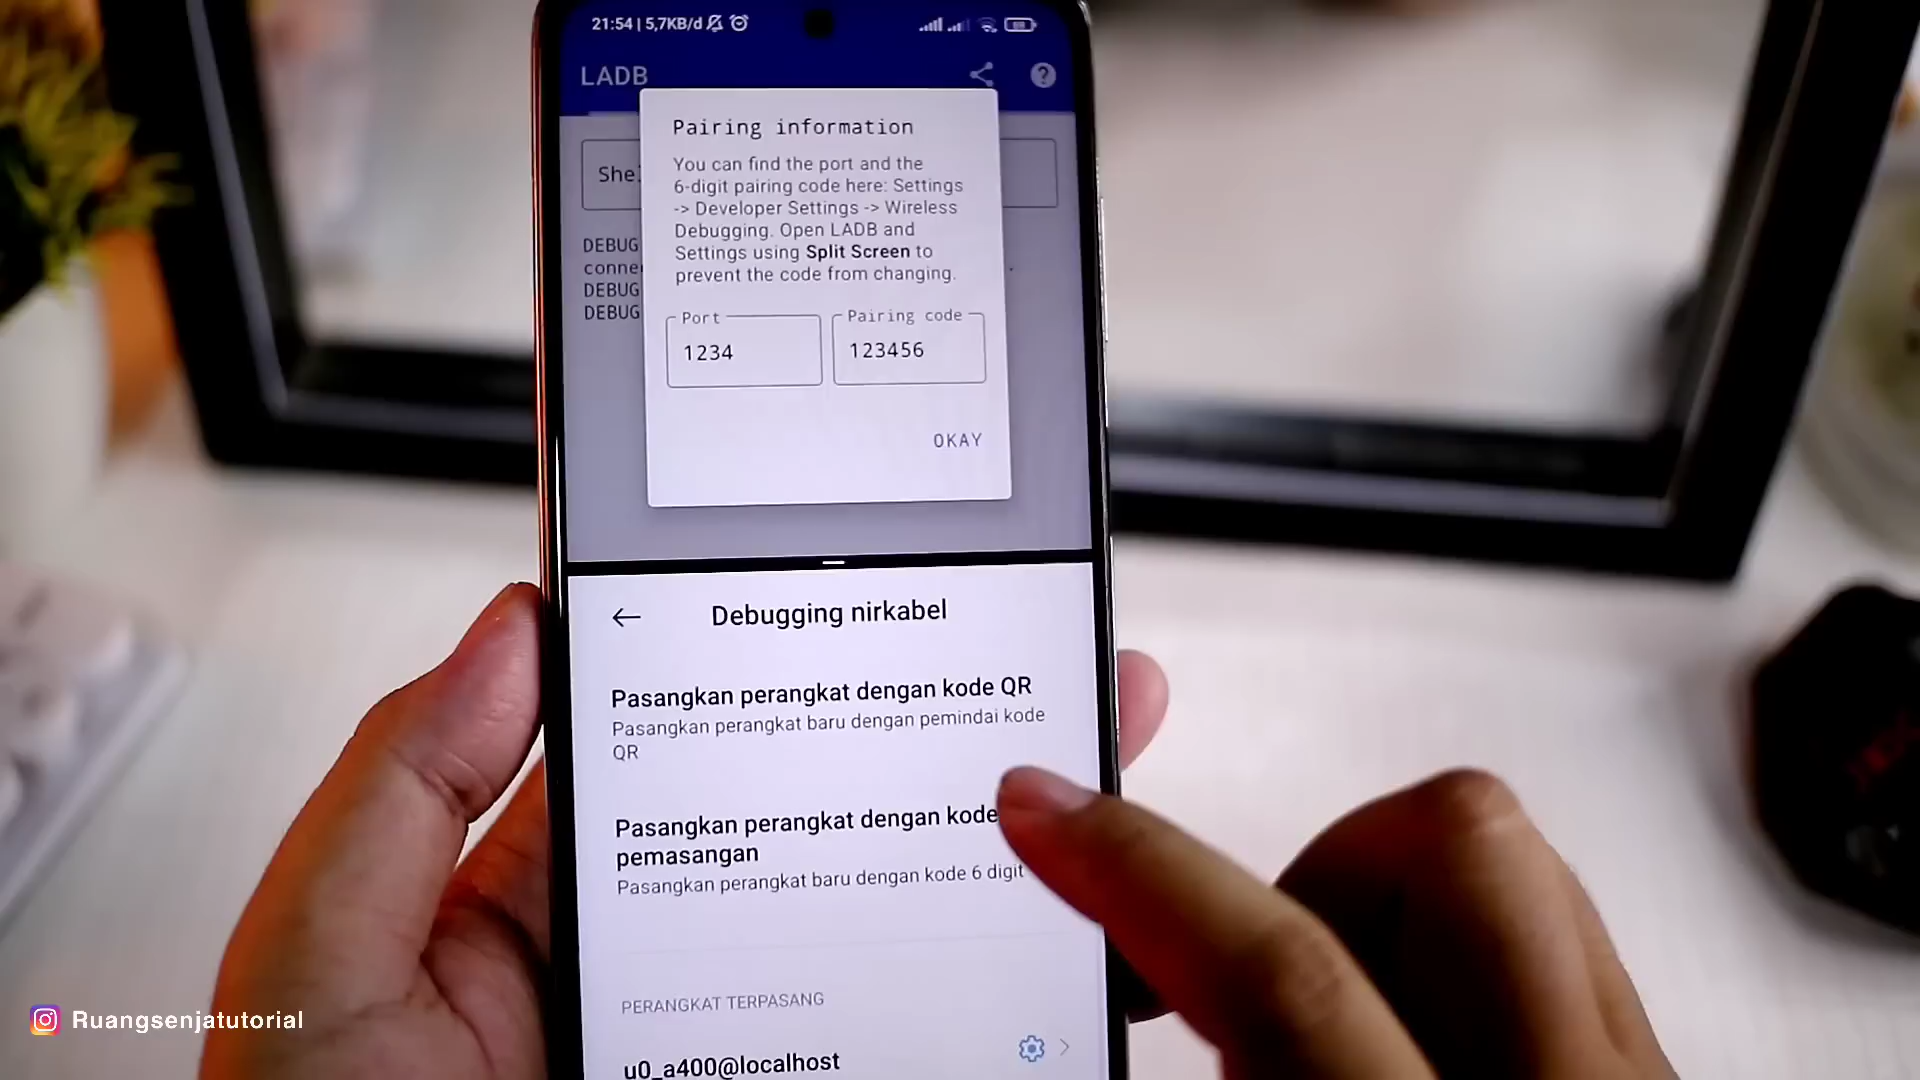 21:54 | 5,7KB/d
LADB
Pairing information
You can find the port and the
6-digit pairing code here: Settings
-> Developer Settings -> Wireless
Debugging. Open LADB and
Settings using Split Screen to
prevent the code from changing.
She
DEBUG
conne
DEBUG
DEBUG
Port
Pairing code
1234
123456
OKAY
Debugging nirkabel
Pasangkan perangkat dengan kode QR
Pasangkan perangkat baru dengan pemindai kode
QR
Pasangkan perangkat dengan kode
pemasangan
Pasangkan perangkat baru dengan kode 6 digit
PERANGKAT TERPASANG
u0_a400@localhost
Ruangsenjatutorial